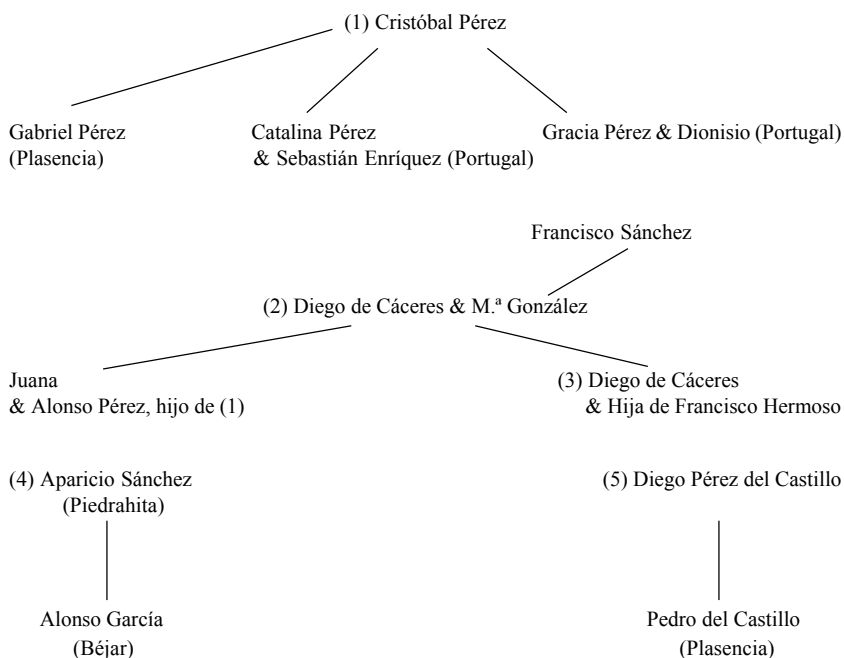 (1) Cristóbal Pérez
Gabriel Pérez
(Plasencia)
Catalina Pérez
& Sebastián Enríquez (Portugal)
Gracia Pérez & Dionisio (Portugal)
Francisco Sánchez
(2) Diego de Cáceres & M.ª González
Juana
& Alonso Pérez, hijo de (1)
(3) Diego de Cáceres
& Hija de Francisco Hermoso
(4) Aparicio Sánchez
(Piedrahita)
(5) Diego Pérez del Castillo
Alonso García
(Béjar)
Pedro del Castillo
(Plasencia)